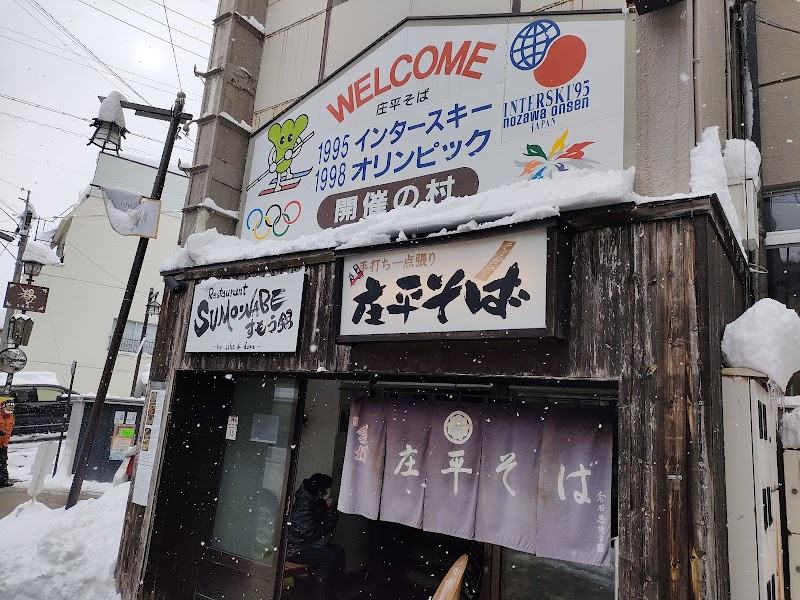 WELCOME
庄平そば
1995 インタースキー
1998 オリンピック
開催の村
INTERSKI'95
nozawa onsen
JAPAN
Restaurant
SUMO-NABE
すもう鍋
手打ち一点張り
庄平そば
手打
庄平そば